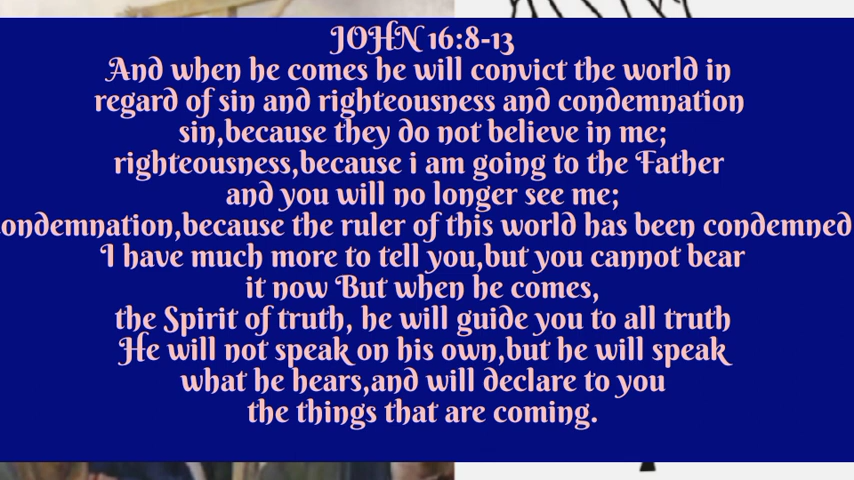 JOHN 16:8-13
And when he comes he will convict the world in
regard of sin and righteousness and condemnation
sin,because they do not believe in me;
righteousness,because i am going to the Father
and you will no longer see me;
ondemnation,because the ruler of this world has been condemned
I have much more to tell you,but you cannot bear
it now But when he comes,
the Spirit of truth, he will guide you to all truth
He will not speak on his own,but he will speak
what he hears,and will declare to you
the things that are coming.